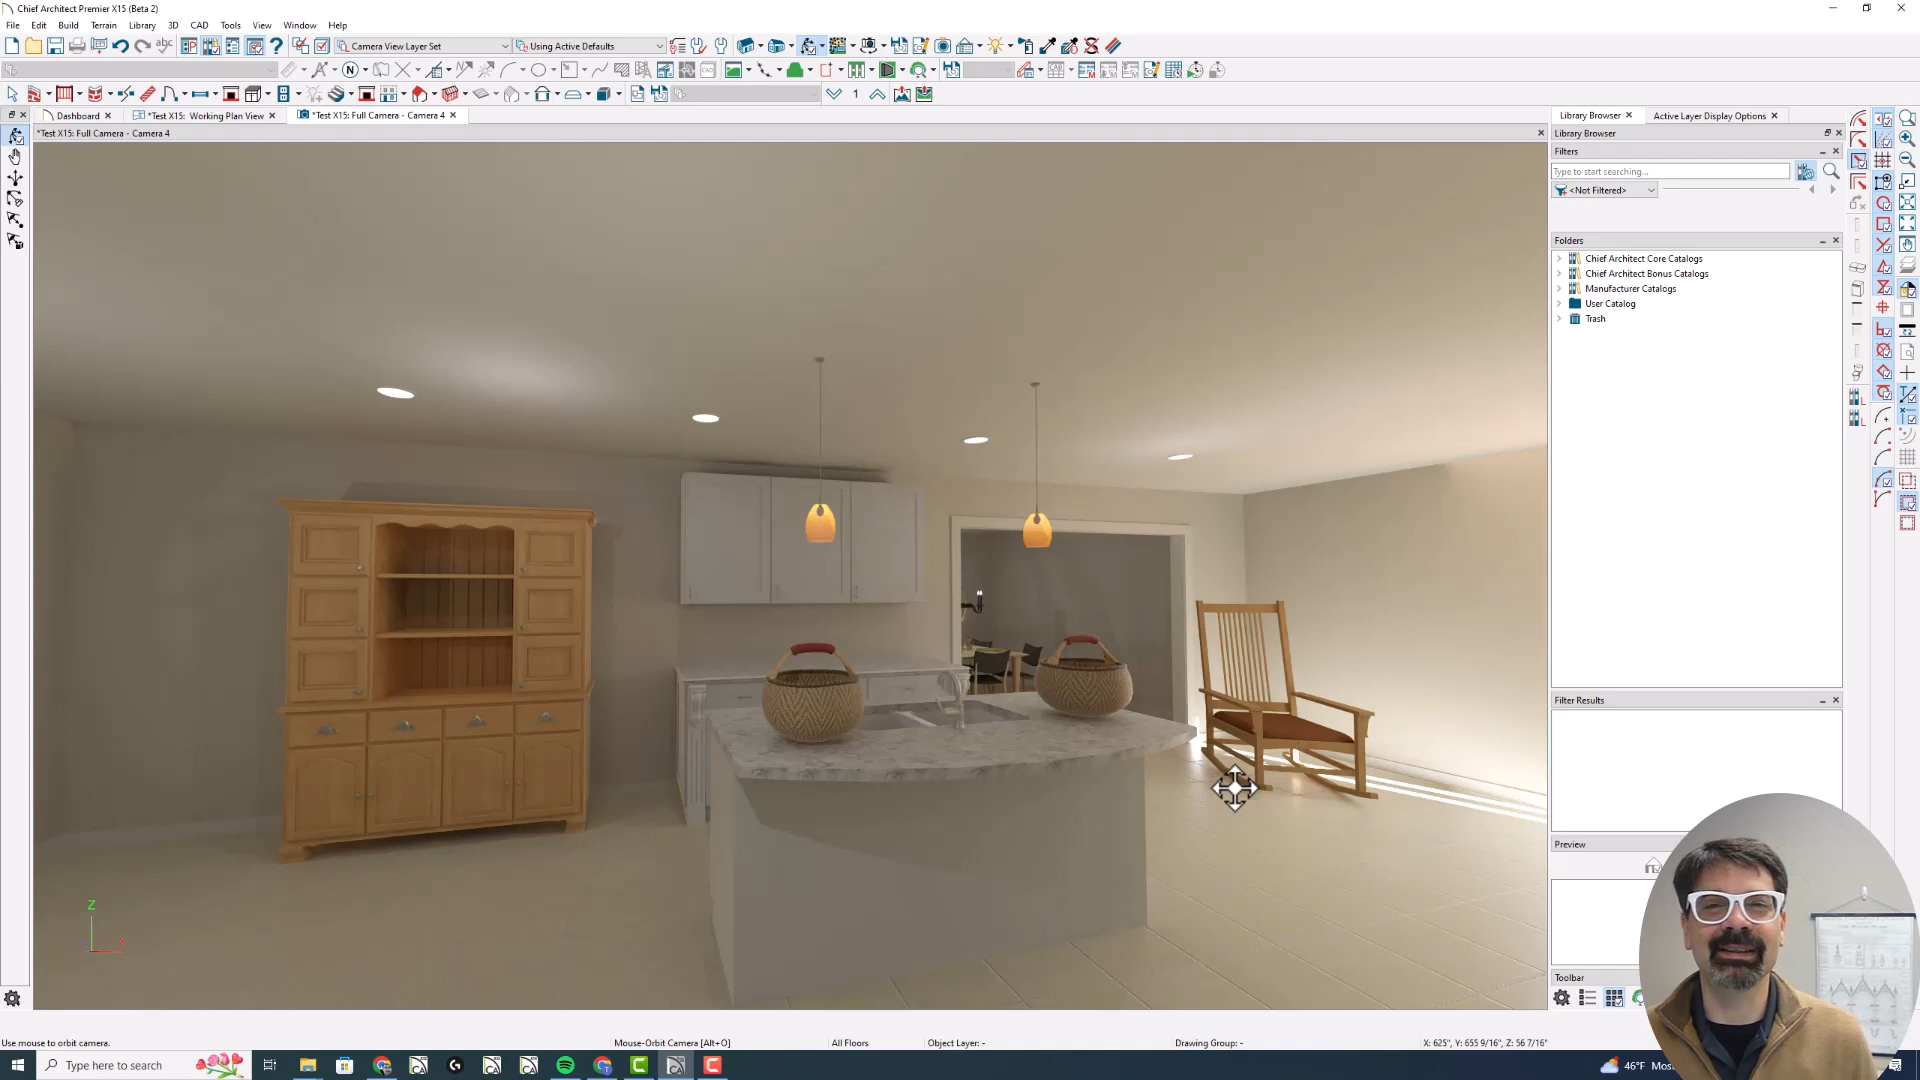 Chief Architect Premier X15 (Beta 2)
File Edit Build Terrain Library 3D CAD Tools View Window Help
Camera View Layer Set
Using Active Defaults
1
Dashboard
*Test X15: Working Plan View
*Test X15: Full Camera - Camera 4
Library Browser
Active Layer Display Options
*Test X15: Full Camera - Camera 4
Library Browser
Filters
Type to start searching...
<Not Filtered>
Folders
Chief Architect Core Catalogs
Chief Architect Bonus Catalogs
Manufacturer Catalogs
User Catalog
Trash
Filter Results
Preview
Z
X
Toolbar
Use mouse to orbit camera.
Mouse-Orbit Camera [Alt+O]
All Floors
Object Layer: -
Drawing Group: -
X: 625", Y: 655 9/16", Z: 56 7/16"
Type here to search
46°F